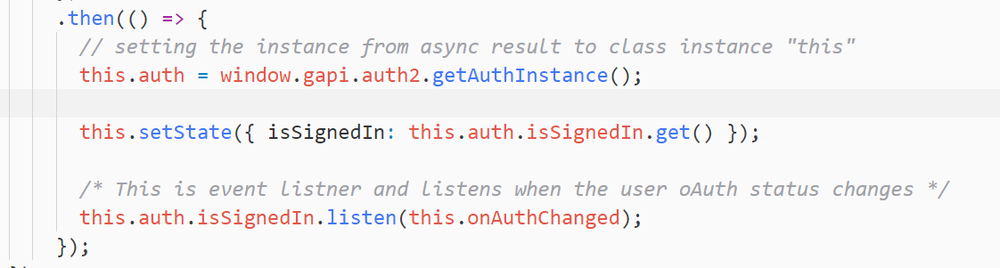 .then(() => {
// setting the instance from async result to class instance "this"
this.auth = window.gapi.auth2.getAuthInstance();
this.setState({ isSignedIn: this.auth.isSignedIn.get() });
/* This is event listner and listens when the user oAuth status changes */
this.auth.isSignedIn.listen(this.onAuthChanged);
});